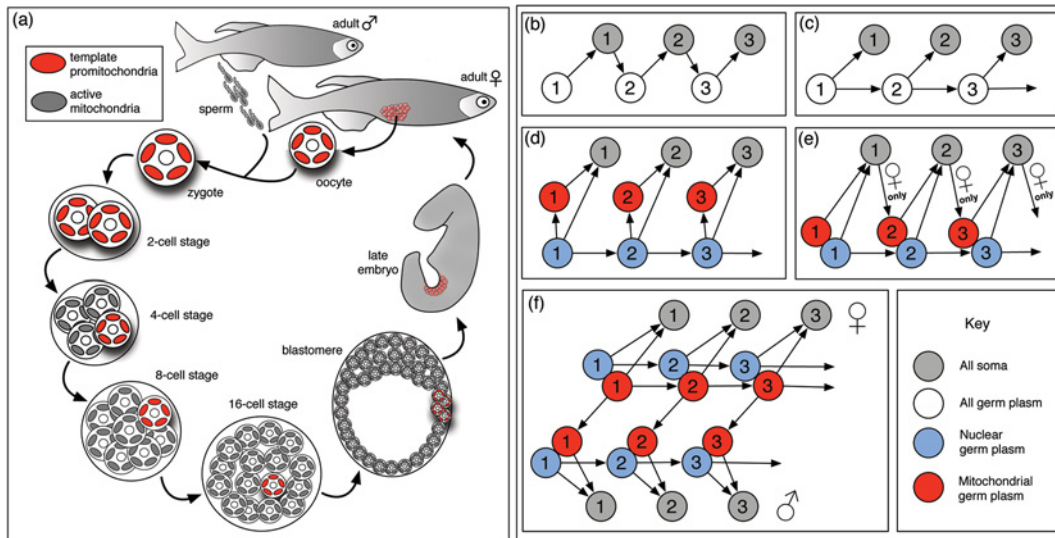 (a)
adult ♂
template
promitochondria
active
mitochondria
adult ♀
sperm
oocyte
zygote
2-cell stage
late
embryo
4-cell stage
blastomere
8-cell stage
16-cell stage
(b)
1 2 3
1 2 3
(c)
1 2 3
1 2 3
(d)
1 2 3
1 2 3
1 2 3
(e)
1 2 3
♀ only ♀ only ♀ only
1 2 3
1 2 3
(f)
♀
1 2 3
1 2 3
1 2 3
1 2 3
1 2 3
1 2 3
♂
Key
All soma
All germ plasm
Nuclear
germ plasm
Mitochondrial
germ plasm